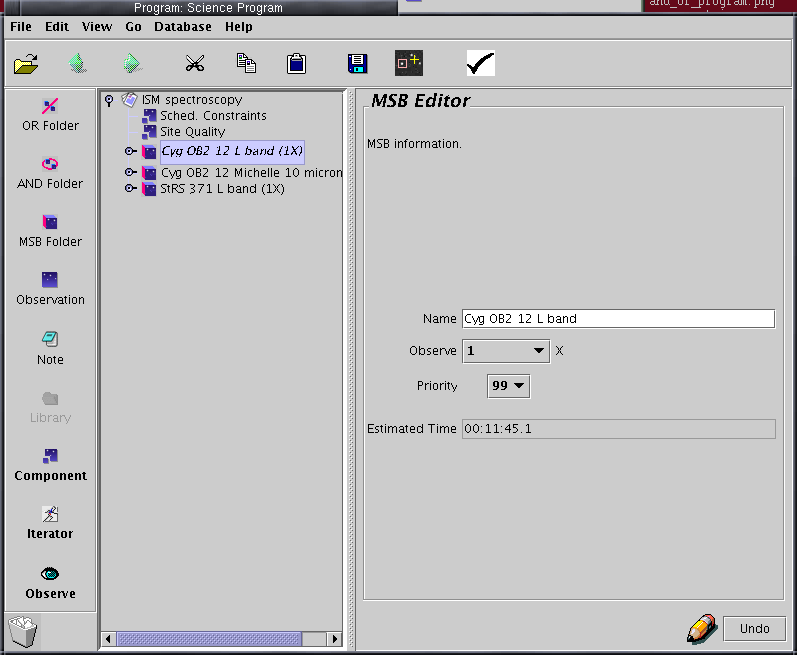 Program: Science Program
and_or_program.png
File Edit View Go Database Help
OR Folder
AND Folder
MSB Folder
Observation
Note
Library
Component
Iterator
Observe
ISM spectroscopy
Sched. Constraints
Site Quality
Cyg OB2 12 L band (1X)
Cyg OB2 12 Michelle 10 micron
StRS 371 L band (1X)
MSB Editor
MSB information.
Name Cyg OB2 12 L band
Observe 1 X
Priority 99
Estimated Time 00:11:45.1
Undo